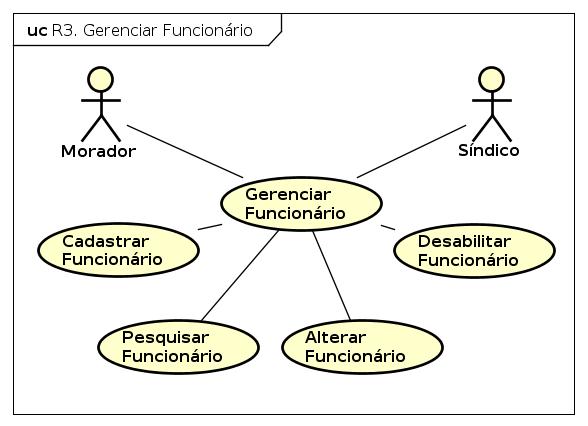 uc R3. Gerenciar Funcionário
Morador
Síndico
Gerenciar
Funcionário
Cadastrar
Funcionário
Desabilitar
Funcionário
Pesquisar
Funcionário
Alterar
Funcionário